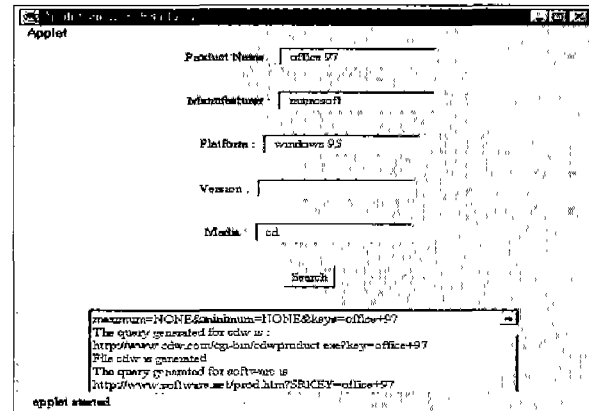 Applet
Product Name : office 97
Manufacturer : microsoft
Platform : windows 95
Version :
Media : cd
Search
maximum=NONE&minimum=NONE&keys=office+97
The query generated for cdw is :
http://www.cdw.com/cgi-bin/cdwproduct.exe?key=office+97
File cdw is generated
The query generated for software is
http://www.software.net/prod.htm?SRKEY=office+97
applet started